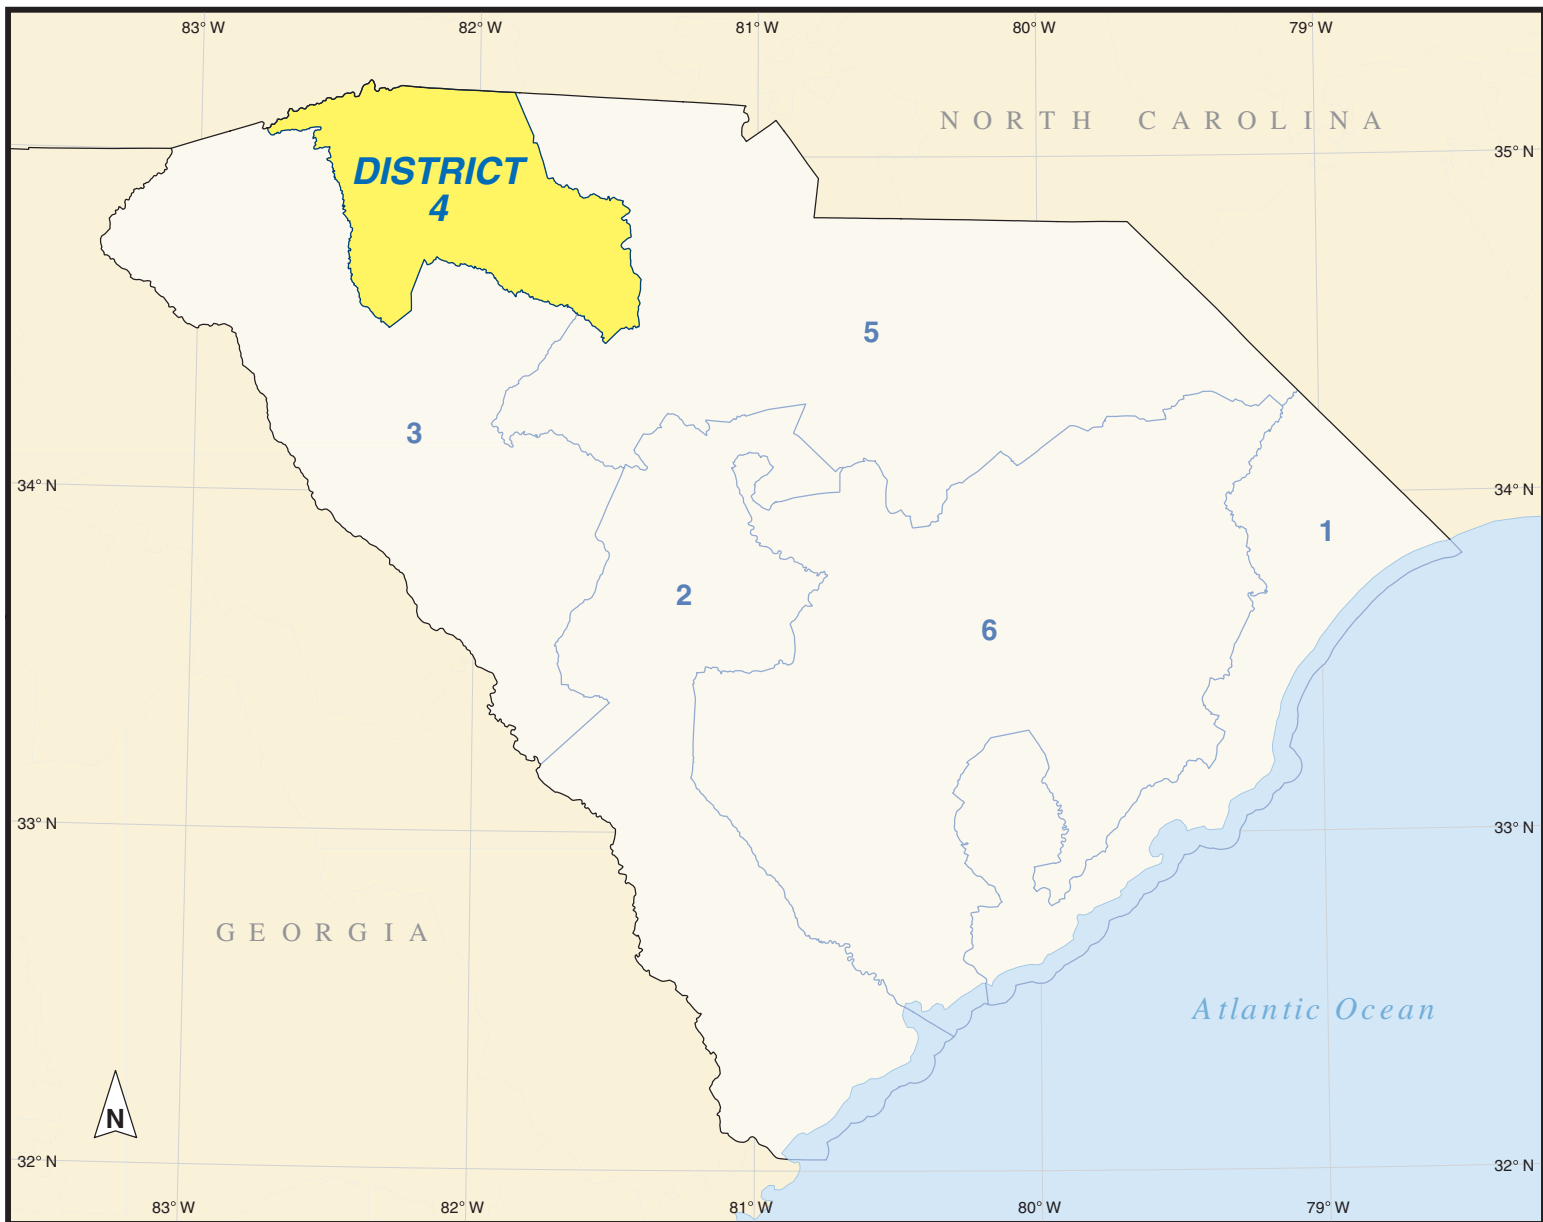 83° W 82° W 81° W 80° W 79° W
NORTH CAROLINA
35° N
DISTRICT
4
5
3
34° N 34° N
1
2
6
33° N 33° N
GEORGIA
Atlantic Ocean
N
32° N 32° N
83° W 82° W 81° W 80° W 79° W